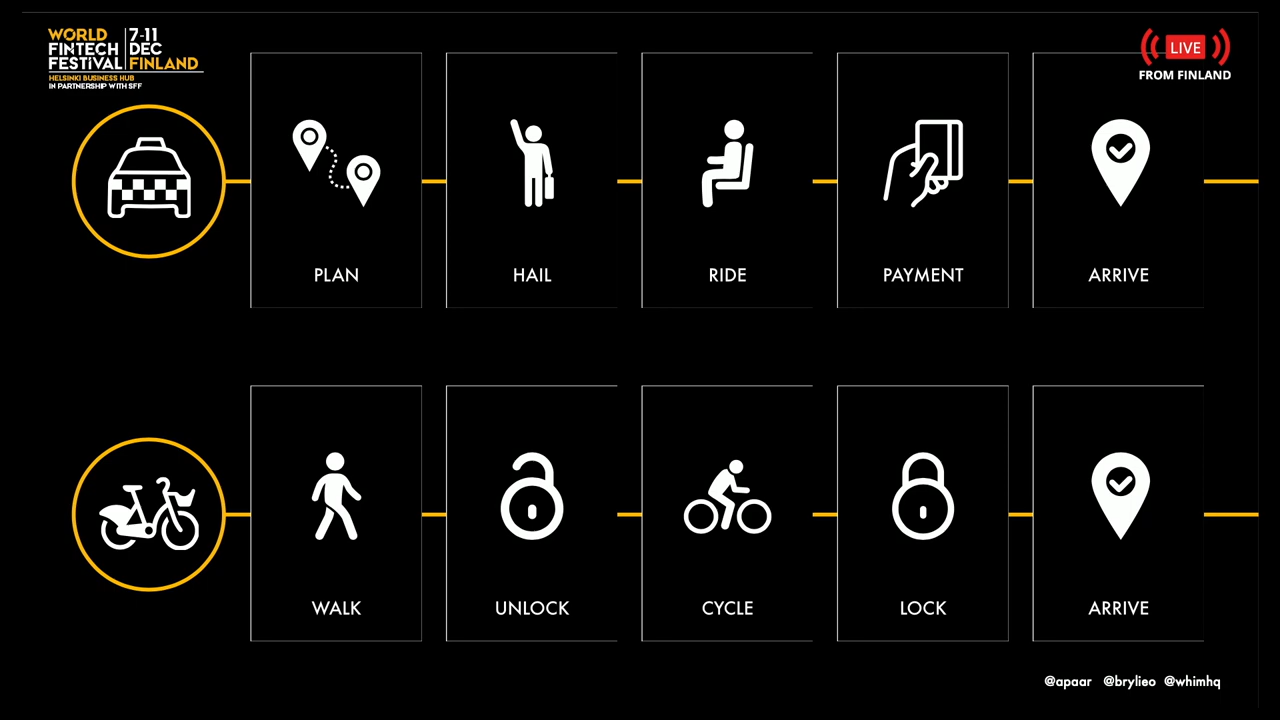 WORLD
FINTECH
FESTIVAL
7-11
DEC
FINLAND
HELSINKI BUSINESS HUB
IN PARTNERSHIP WITH SFF
LIVE
FROM FINLAND
PLAN
HAIL
RIDE
PAYMENT
ARRIVE
WALK
UNLOCK
CYCLE
LOCK
ARRIVE
@apaar @brylieo @whimhq